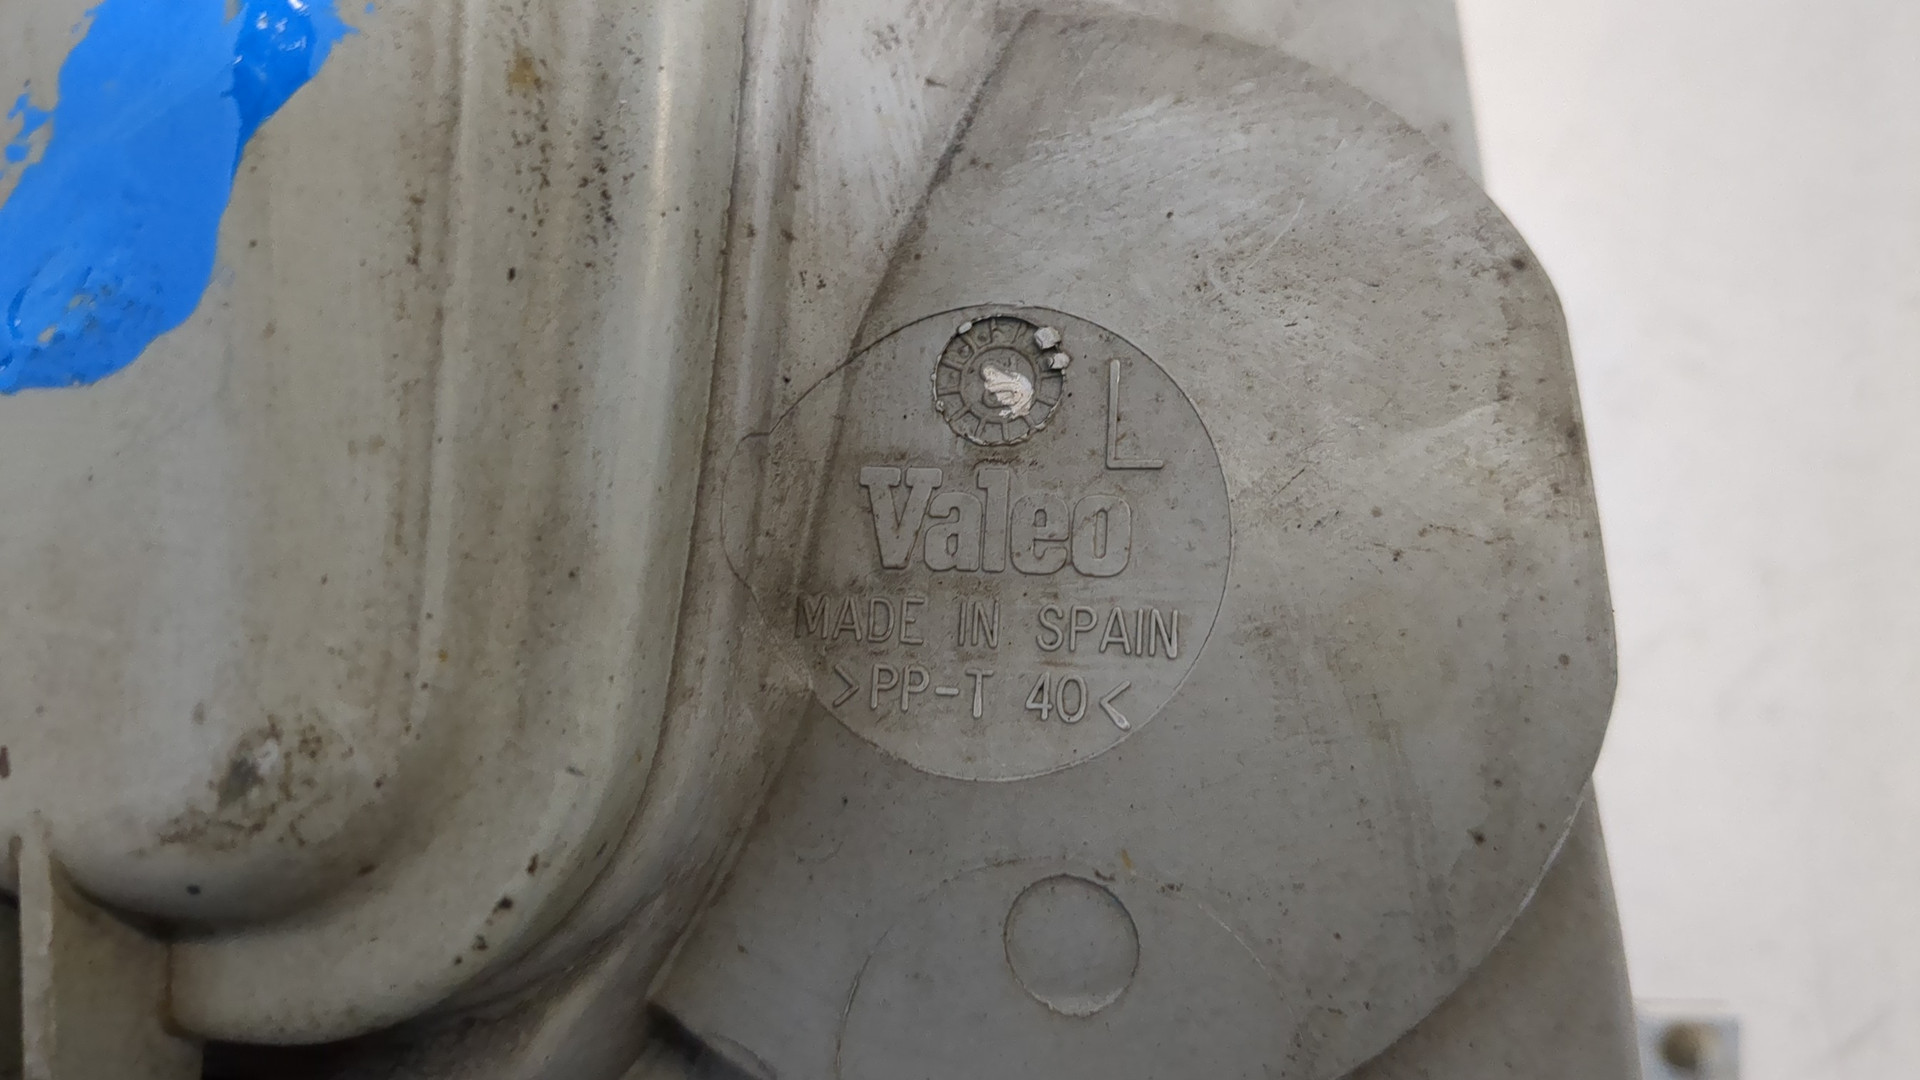 L
Valeo
MADE IN SPAIN
>PP-T 40<